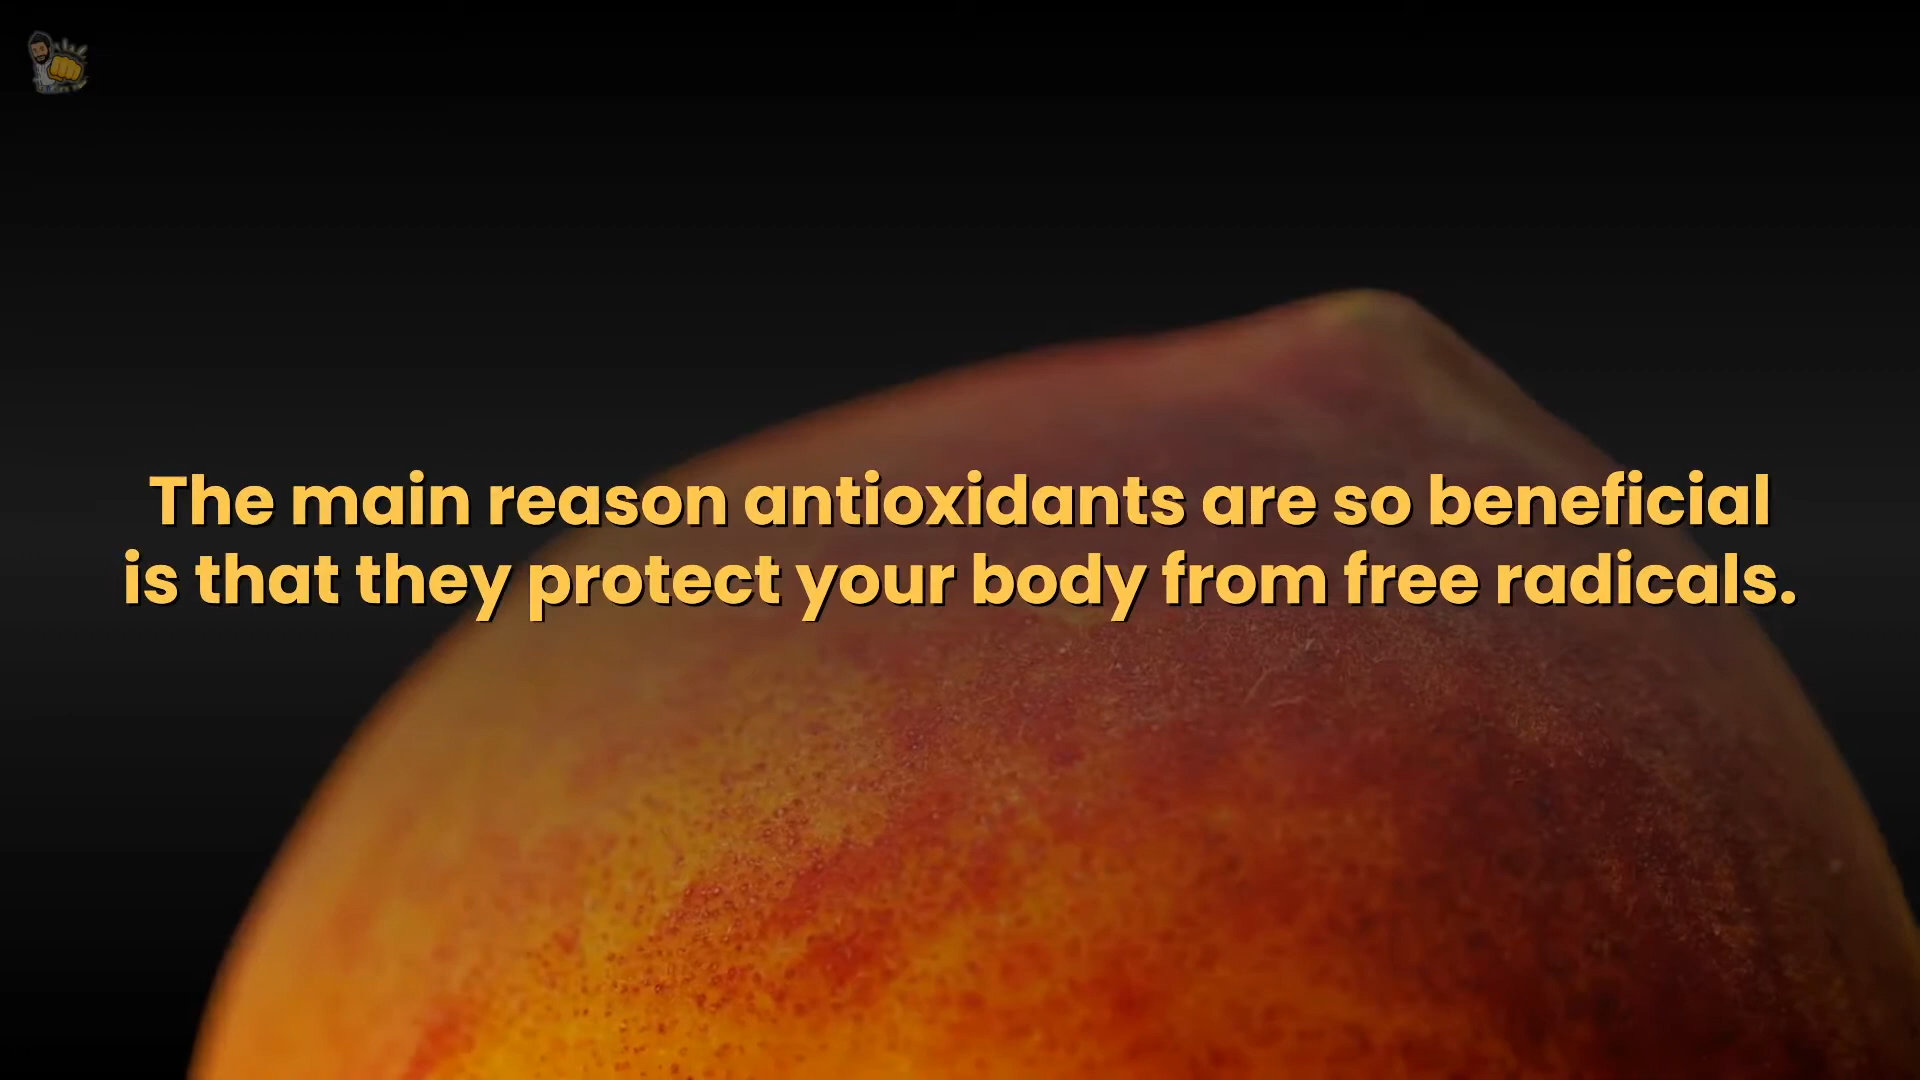 The main reason antioxidants are so beneficial
is that they protect your body from free radicals.